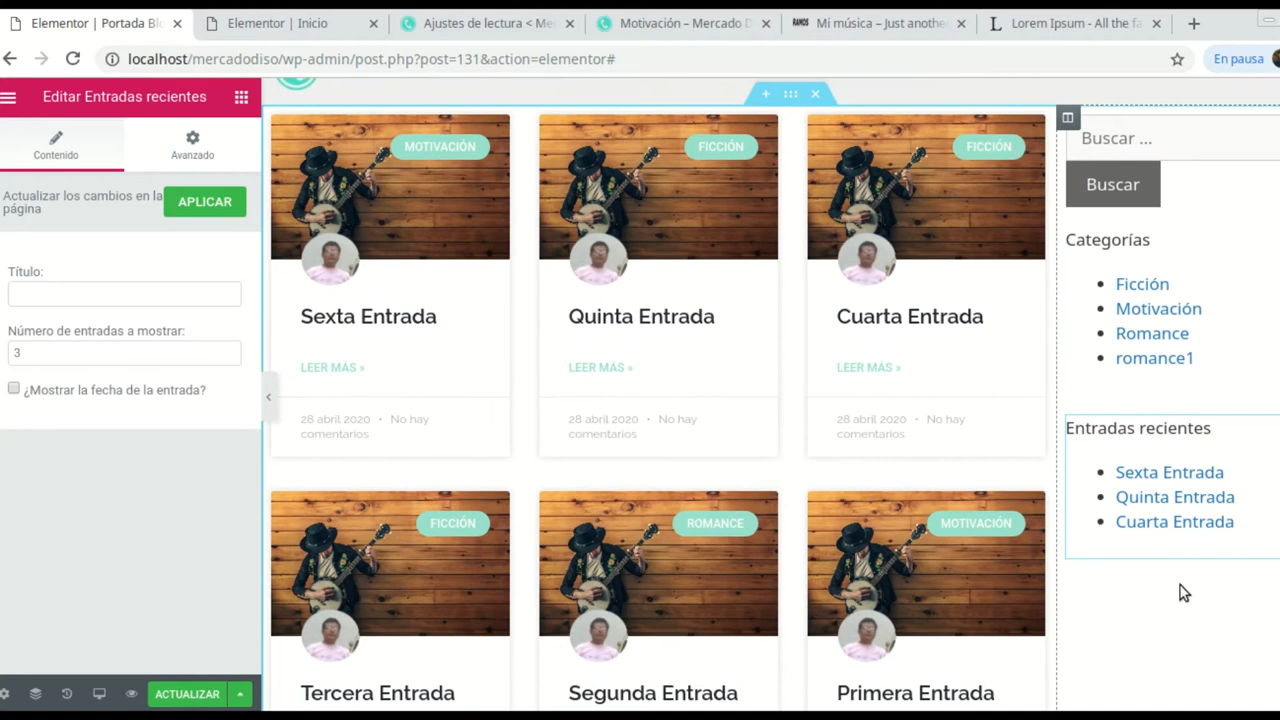 Elementor | Portada Blo
Elementor | Inicio
Ajustes de lectura < Me
Motivación – Mercado D
RAMOS
Mi música – Just anothe
L
Lorem Ipsum - All the fa
localhost/mercadodiso/wp-admin/post.php?post=131&action=elementor#
En pausa
Editar Entradas recientes
Contenido
Avanzado
Actualizar los cambios en la
página
APLICAR
Título:
Número de entradas a mostrar:
3
¿Mostrar la fecha de la entrada?
ACTUALIZAR
MOTIVACIÓN
Sexta Entrada
LEER MÁS »
28 abril 2020 • No hay
comentarios
FICCIÓN
Quinta Entrada
LEER MÁS »
28 abril 2020 • No hay
comentarios
FICCIÓN
Cuarta Entrada
LEER MÁS »
28 abril 2020 • No hay
comentarios
FICCIÓN
Tercera Entrada
ROMANCE
Segunda Entrada
MOTIVACIÓN
Primera Entrada
Buscar ...
Buscar
Categorías
Ficción
Motivación
Romance
romance1
Entradas recientes
Sexta Entrada
Quinta Entrada
Cuarta Entrada